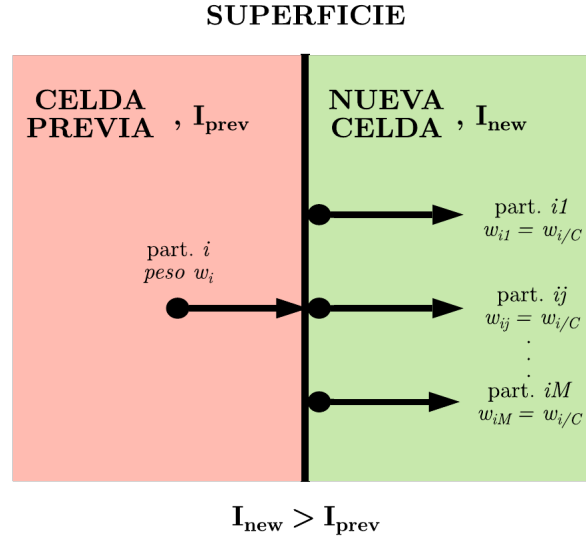 SUPERFICIE
CELDA
PREVIA , I_prev
NUEVA
CELDA , I_new
part. i
peso w_i
part. i1
w_i1 = w_i/C
part. ij
w_ij = w_i/C
.
.
.
part. iM
w_iM = w_i/C
I_new > I_prev